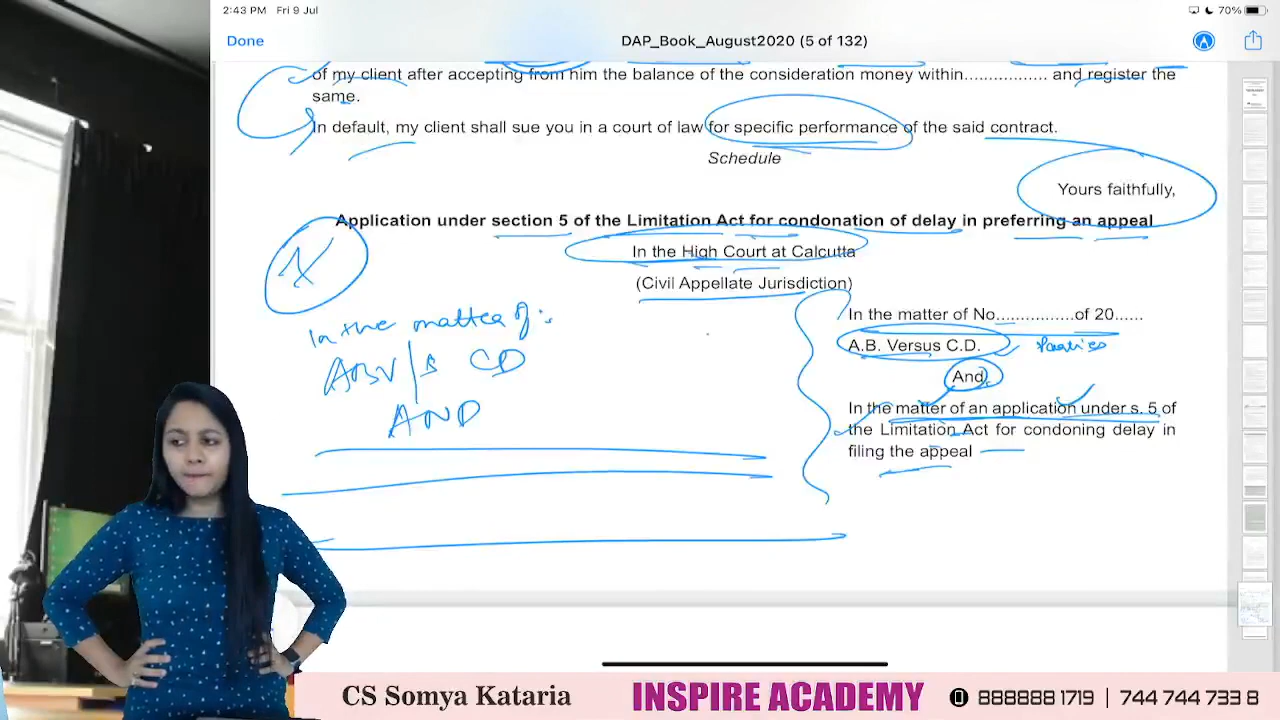 2:43 PM Fri 9 Jul
70%
Done
DAP_Book_August2020 (5 of 132)
of my client after accepting from him the balance of the consideration money within................. and register the
same.
In default, my client shall sue you in a court of law for specific performance of the said contract.
Schedule
Yours faithfully,
Application under section 5 of the Limitation Act for condonation of delay in preferring an appeal
In the High Court at Calcutta
(Civil Appellate Jurisdiction)
In the matter of No................of 20......
A.B. Versus C.D.
And
In the matter of an application under s. 5 of
the Limitation Act for condoning delay in
filing the appeal
In the matter of :
AB V/s CD
AND
CS Somya Kataria
INSPIRE ACADEMY
888888 1719 | 744 744 733 8